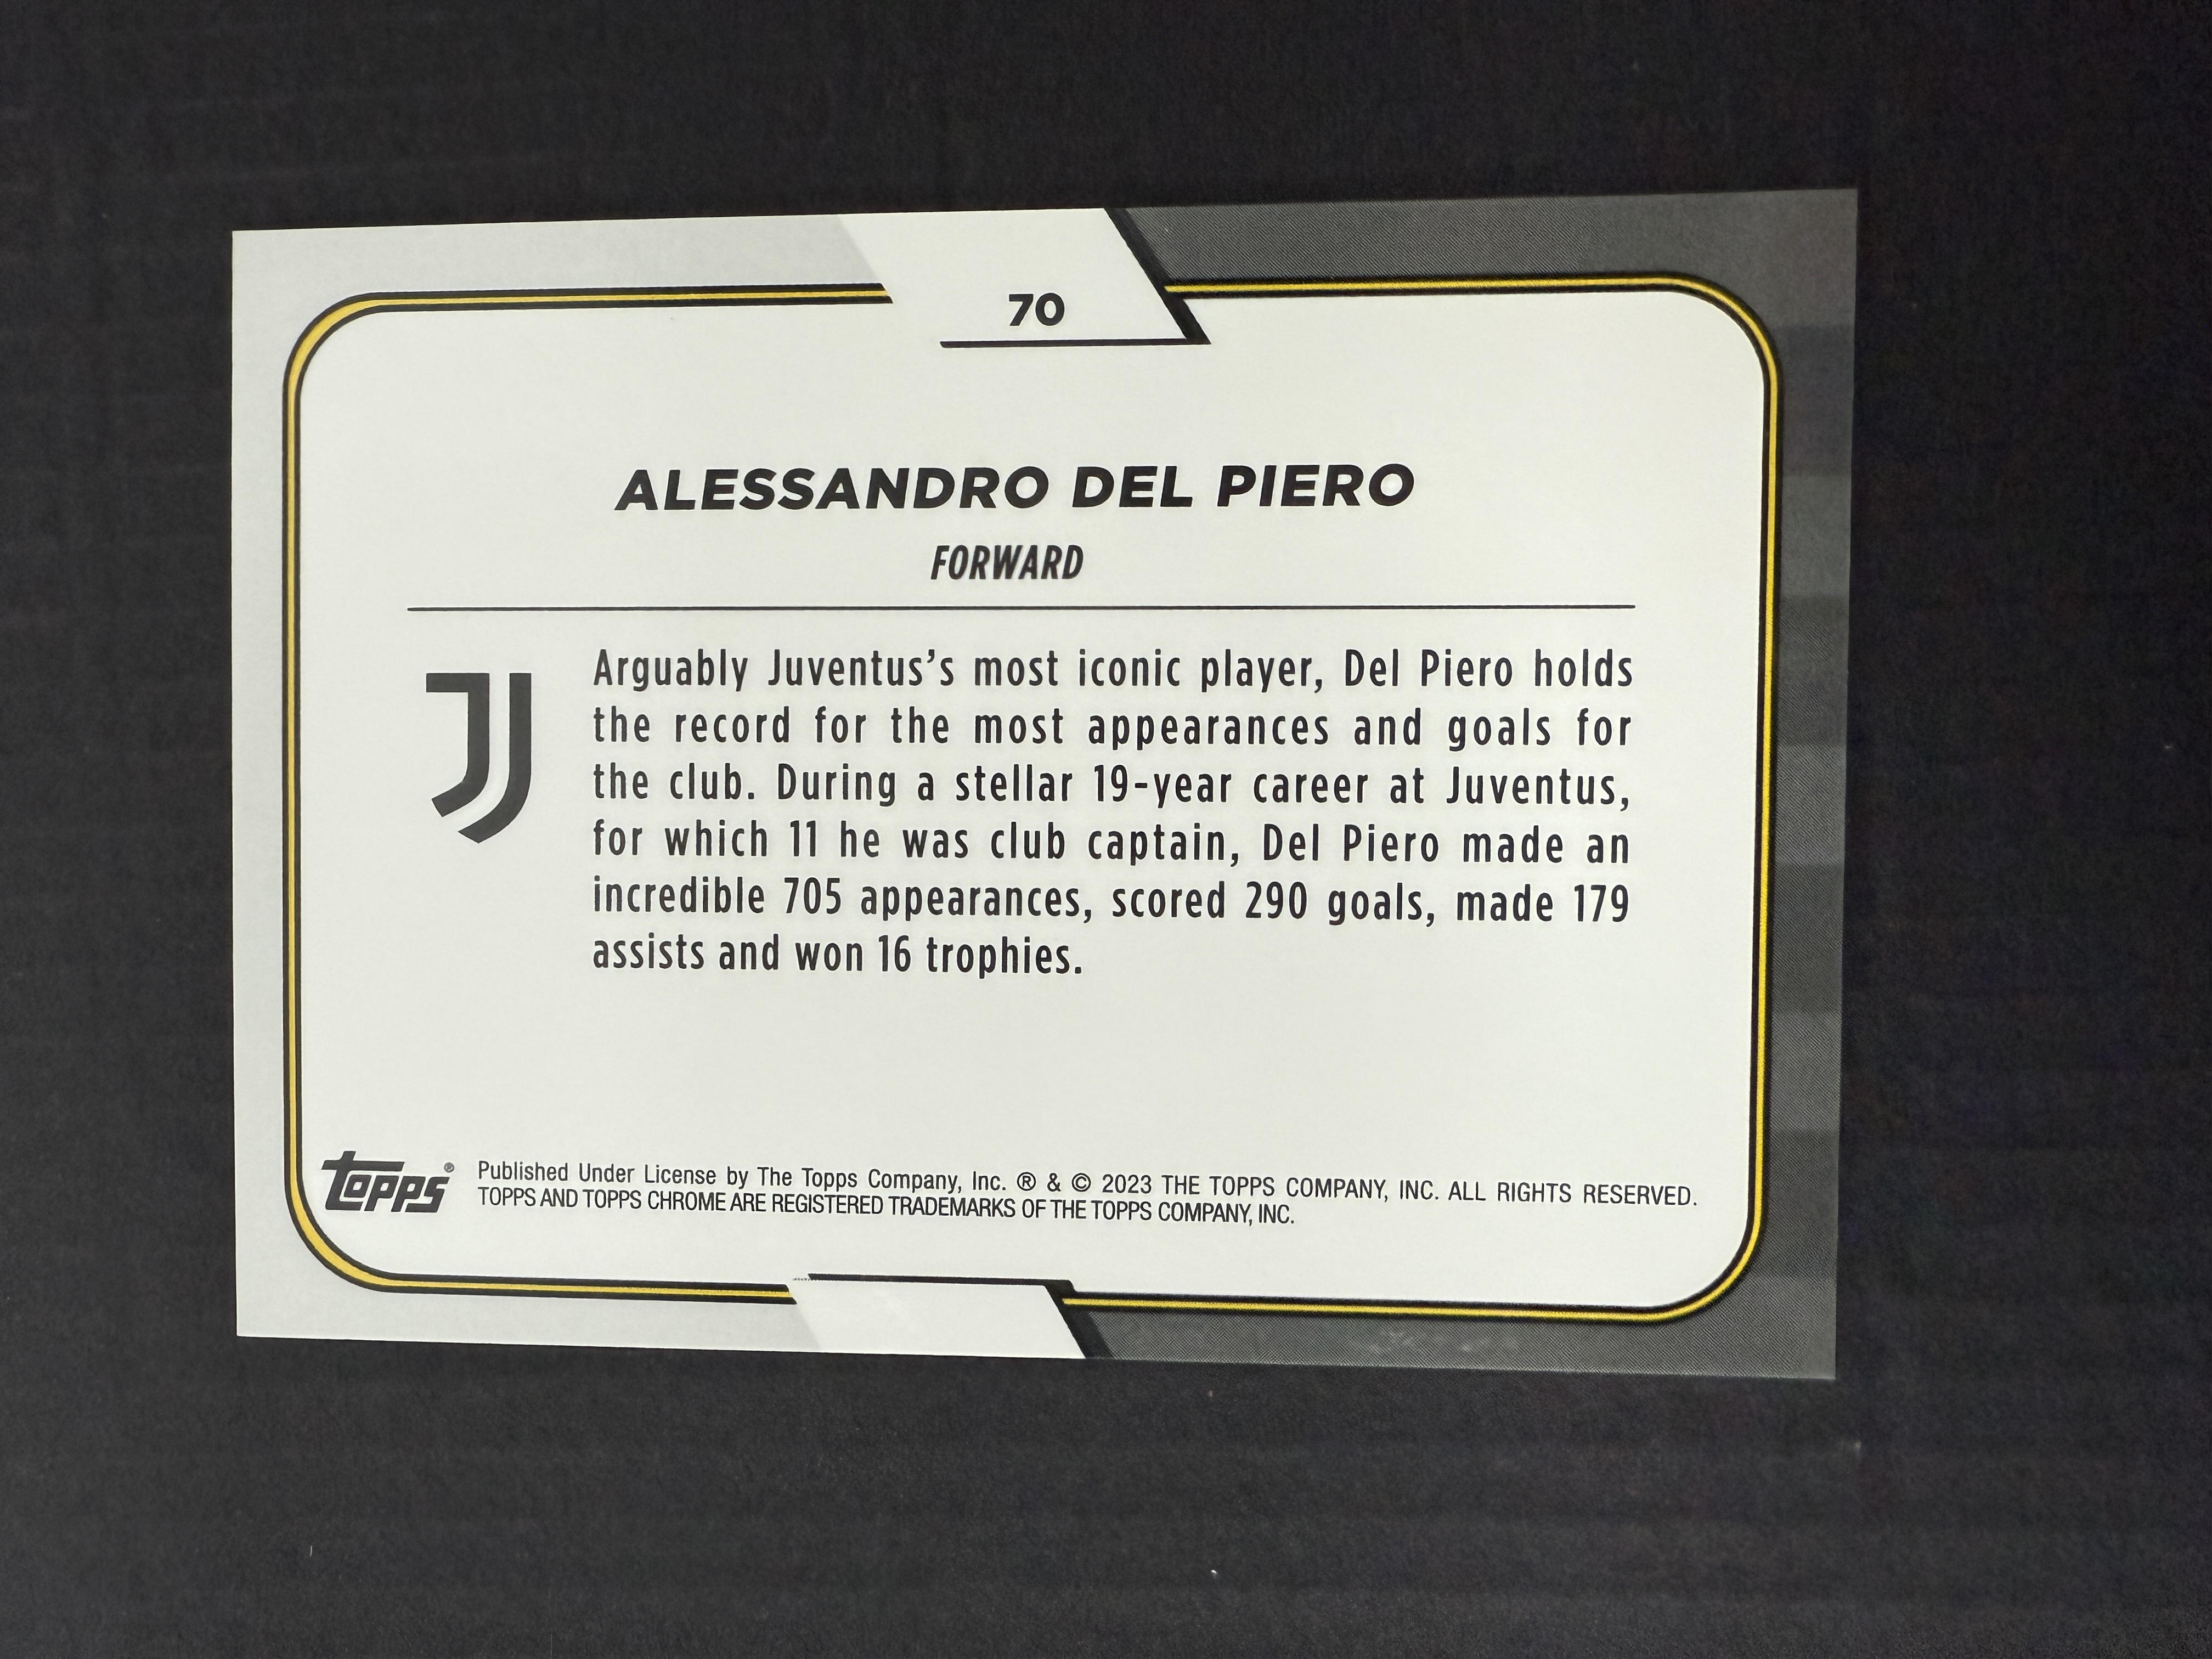 70
ALESSANDRO DEL PIERO
FORWARD
Arguably Juventus's most iconic player, Del Piero holds
the record for the most appearances and goals for
the club. During a stellar 19-year career at Juventus,
for which 11 he was club captain, Del Piero made an
incredible 705 appearances, scored 290 goals, made 179
assists and won 16 trophies.
topps® Published Under License by The Topps Company, Inc. ® & © 2023 THE TOPPS COMPANY, INC. ALL RIGHTS RESERVED.
TOPPS AND TOPPS CHROME ARE REGISTERED TRADEMARKS OF THE TOPPS COMPANY, INC.